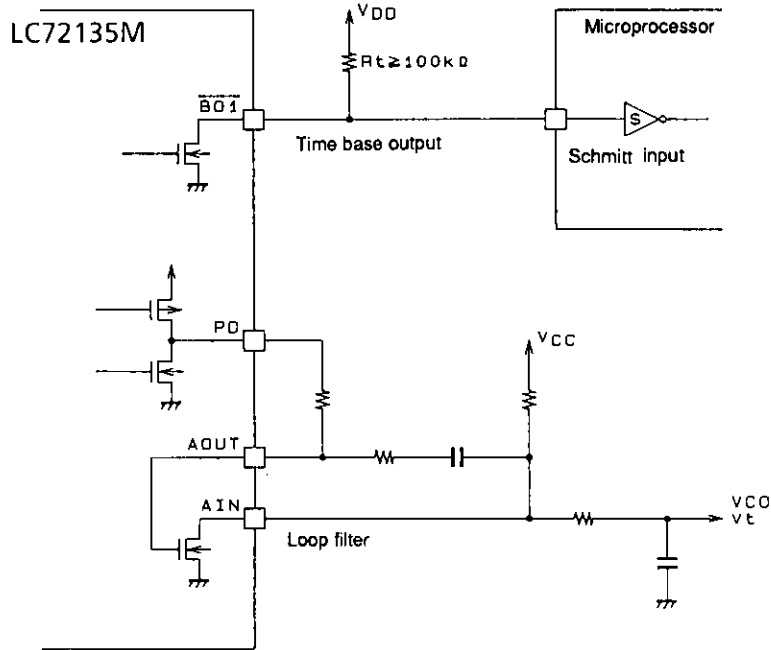 LC72135M
VDD
Microprocessor
Rt≥100kΩ
BO1
S
Time base output
Schmitt input
PD
VCC
AOUT
AIN
VCO
Vt
Loop filter